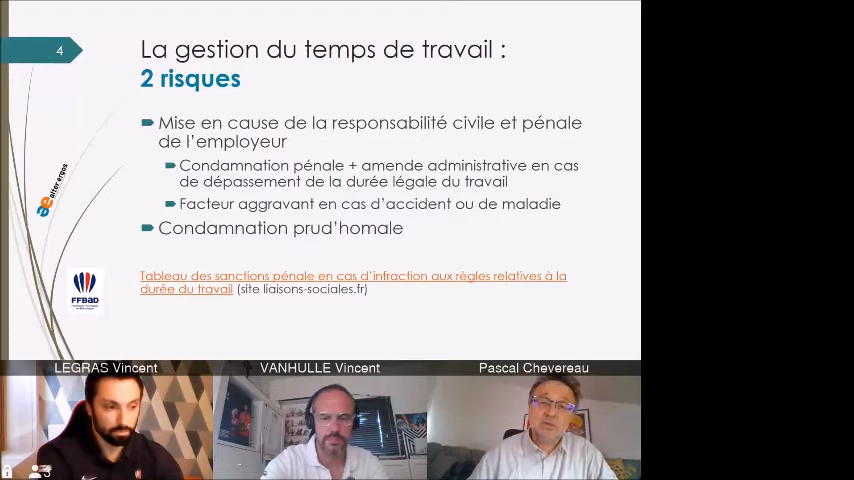 4
La gestion du temps de travail :
2 risques
Mise en cause de la responsabilité civile et pénale
de l'employeur
Condamnation pénale + amende administrative en cas
de dépassement de la durée légale du travail
Facteur aggravant en cas d'accident ou de maladie
Condamnation prud'homale
alter ergos
ae
FFBaD
Tableau des sanctions pénale en cas d'infraction aux règles relatives à la
durée du travail (site liaisons-sociales.fr)
LEGRAS Vincent
VANHULLE Vincent
Pascal Chevereau
3